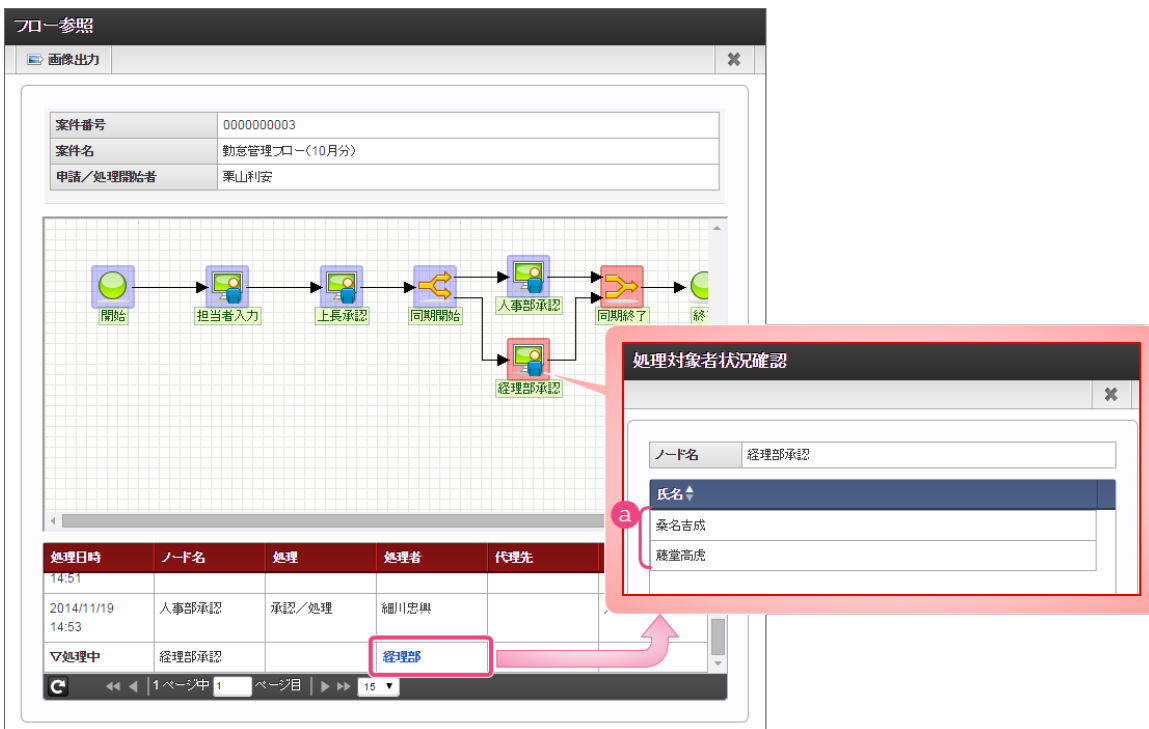 フロー参照
画像出力
案件番号 0000000003
案件名 勤怠管理フロー(10月分)
申請／処理開始者 栗山利安
開始
担当者入力
上長承認
同期開始
人事部承認
同期終了
経理部承認
処理日時 ノード名 処理 処理者 代理先
14:51
2014/11/19 人事部承認 承認／処理 細川忠興
14:53
▽処理中 経理部承認 経理部
1 ページ中 1 ページ目 15
処理対象者状況確認
ノード名 経理部承認
氏名
a
桑名吉成
藤堂高虎